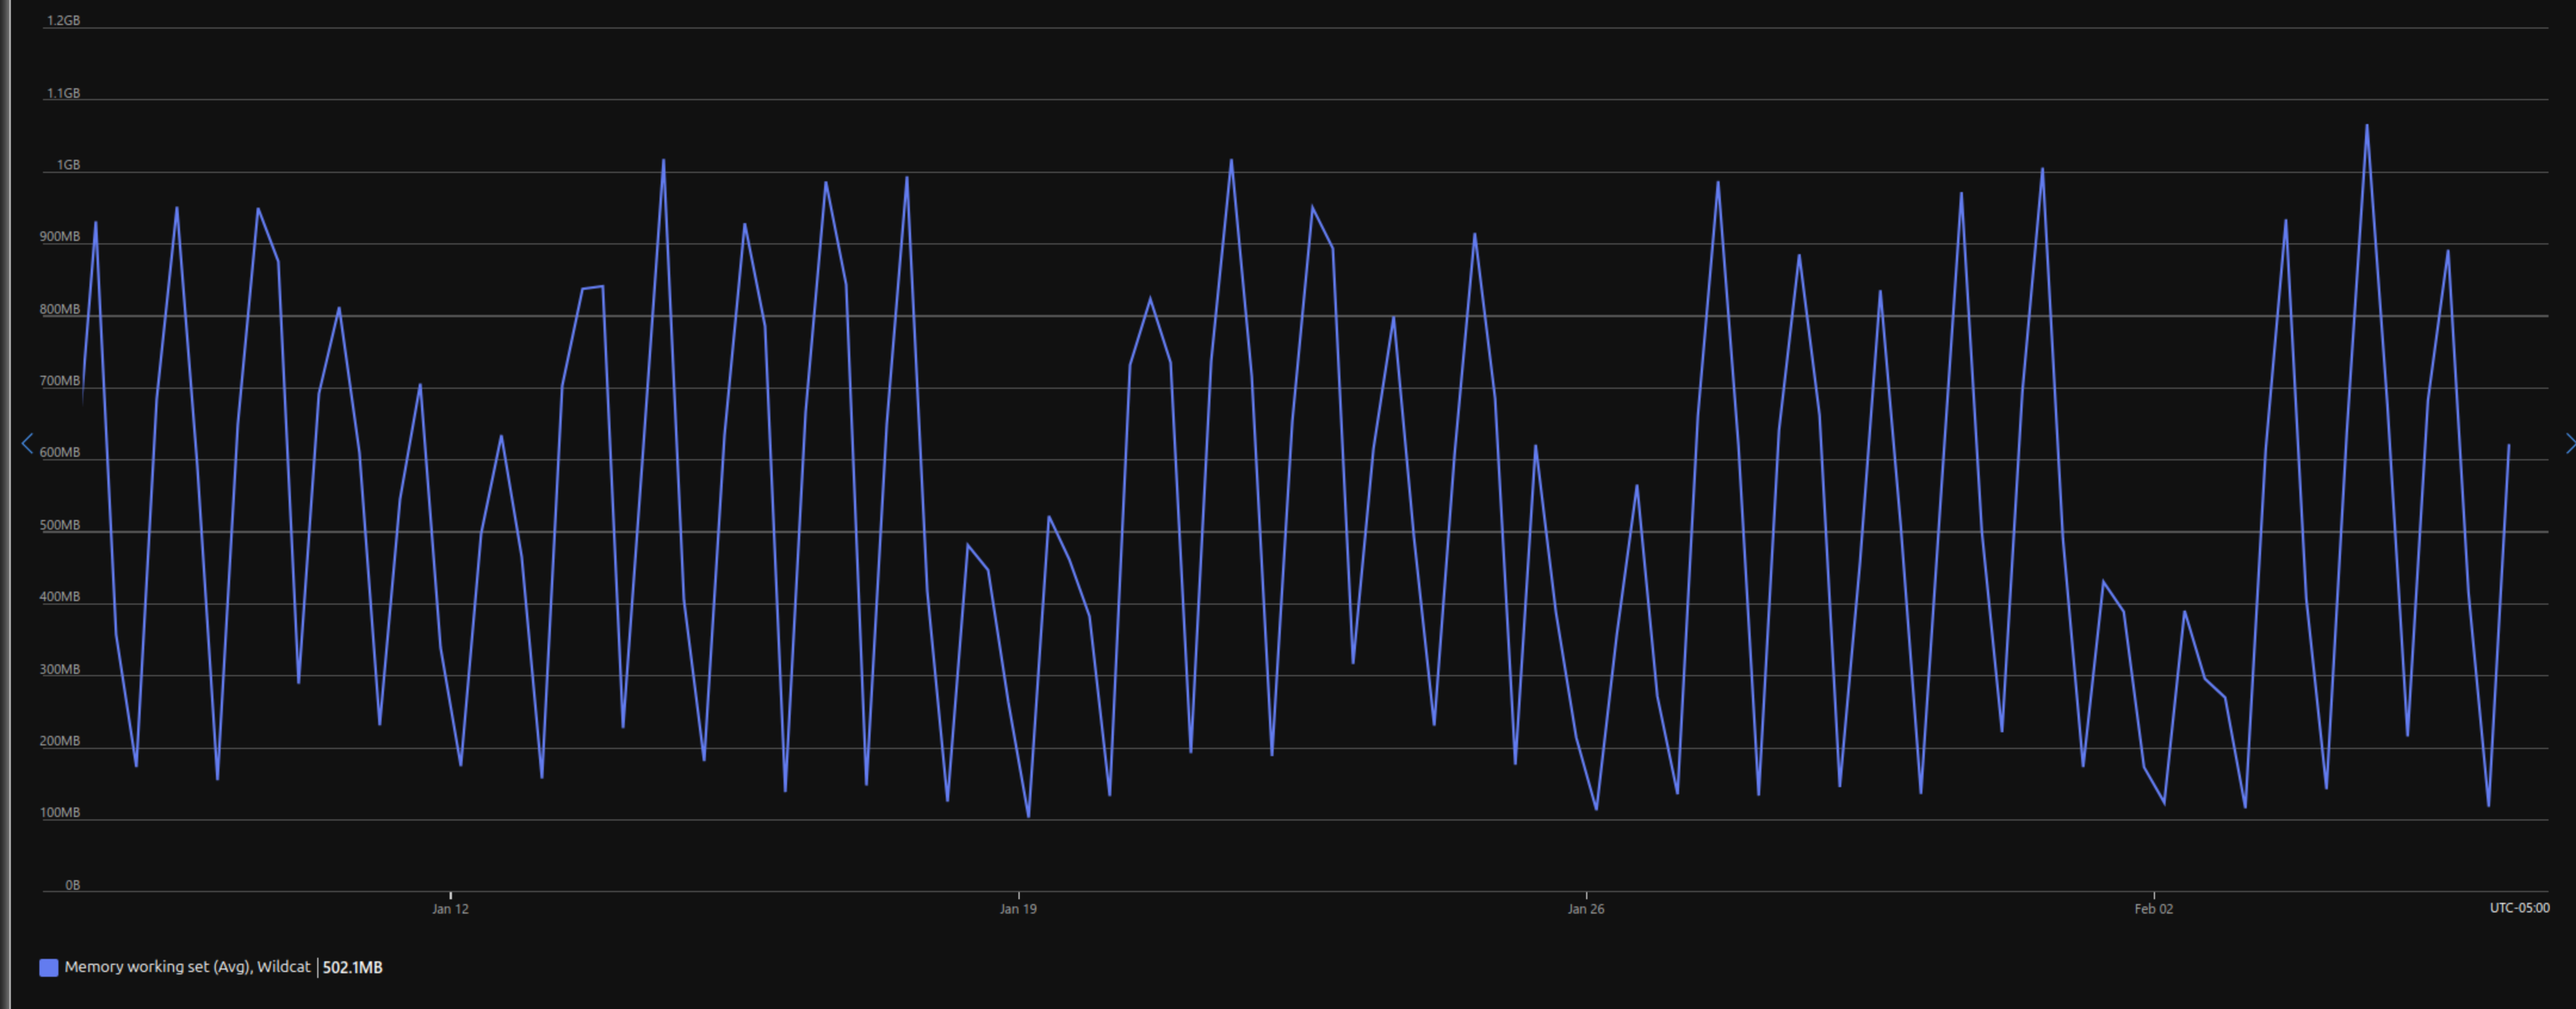 1.2GB
1.1GB
1GB
900MB
800MB
700MB
600MB
500MB
400MB
300MB
200MB
100MB
0B
Jan 12 Jan 19 Jan 26 Feb 02 UTC-05:00
Memory working set (Avg), Wildcat | 502.1MB